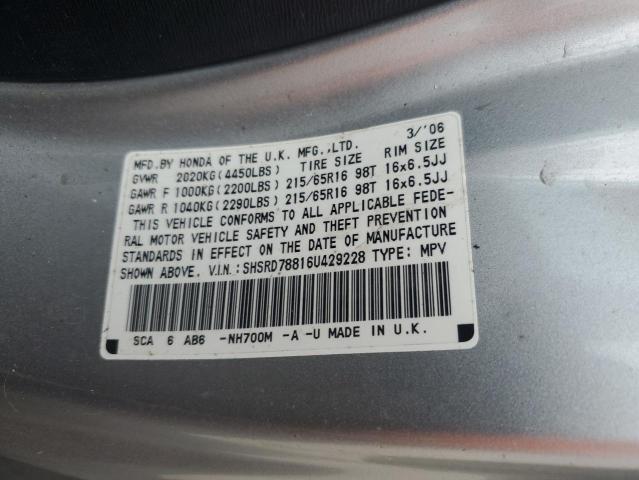 MFD.BY HONDA OF THE U.K. MFG.,LTD. 3/'06
GVWR 2020KG(4450LBS) TIRE SIZE RIM SIZE
GAWR F 1000KG(2200LBS) 215/65R16 98T 16x6.5JJ
GAWR R 1040KG(2290LBS) 215/65R16 98T 16x6.5JJ
THIS VEHICLE CONFORMS TO ALL APPLICABLE FEDE-
RAL MOTOR VEHICLE SAFETY AND THEFT PREVENTION
STANDARDS IN EFFECT ON THE DATE OF MANUFACTURE
SHOWN ABOVE. V.I.N.:SHSRD78816U429228 TYPE: MPV
SCA 6 AB6 -NH700M -A -U MADE IN U.K.